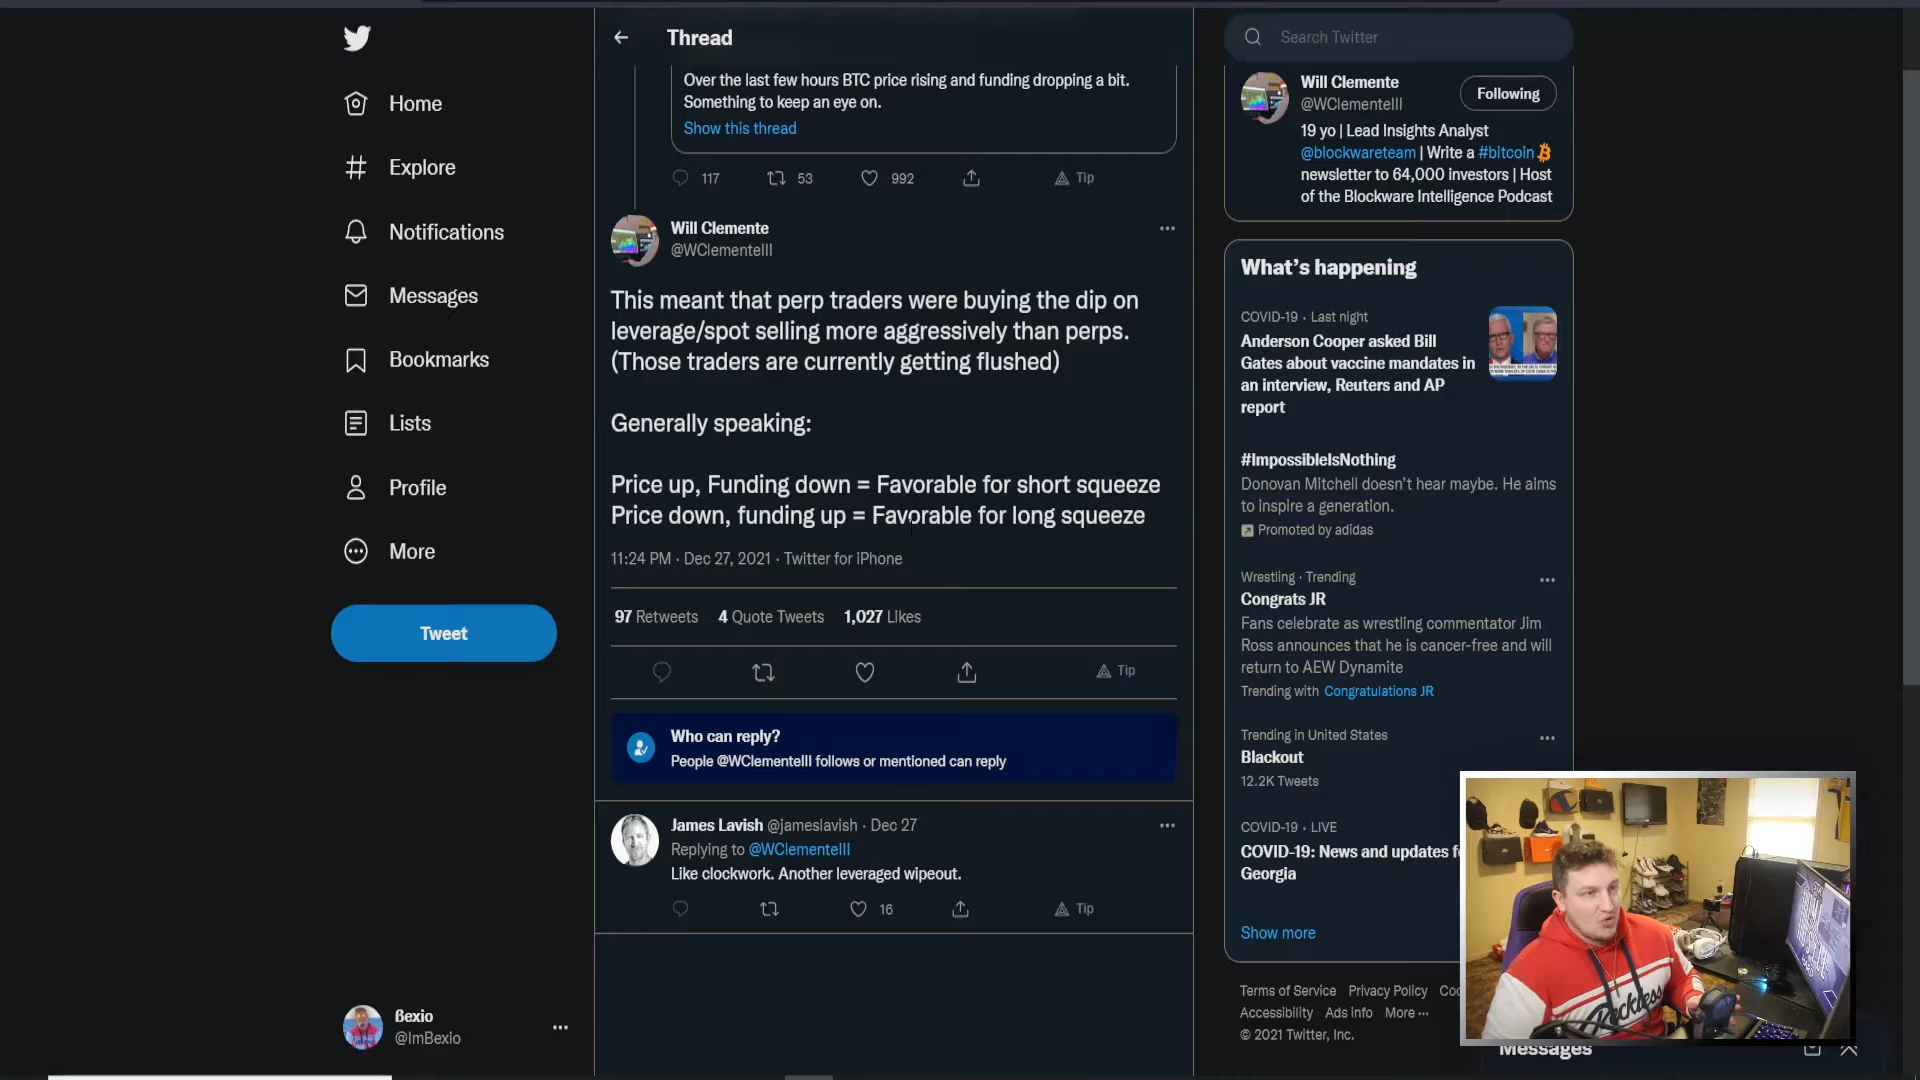 Home
Explore
Notifications
Messages
Bookmarks
Lists
Profile
More
Tweet
ßexio
@ImBexio
Thread
Over the last few hours BTC price rising and funding dropping a bit.
Something to keep an eye on.
Show this thread
117
53
992
Tip
Will Clemente
@WClementeIII
This meant that perp traders were buying the dip on
leverage/spot selling more aggressively than perps.
(Those traders are currently getting flushed)
Generally speaking:
Price up, Funding down = Favorable for short squeeze
Price down, funding up = Favorable for long squeeze
11:24 PM · Dec 27, 2021 · Twitter for iPhone
97 Retweets 4 Quote Tweets 1,027 Likes
Tip
Who can reply?
People @WClementeIII follows or mentioned can reply
James Lavish @jameslavish · Dec 27
Replying to @WClementeIII
Like clockwork. Another leveraged wipeout.
16
Tip
Search Twitter
Will Clemente
@WClementeIII
Following
19 yo | Lead Insights Analyst
@blockwareteam | Write a #bitcoin
newsletter to 64,000 investors | Host
of the Blockware Intelligence Podcast
What's happening
COVID-19 · Last night
Anderson Cooper asked Bill
Gates about vaccine mandates in
an interview, Reuters and AP
report
#ImpossibleIsNothing
Donovan Mitchell doesn't hear maybe. He aims
to inspire a generation.
Promoted by adidas
Wrestling · Trending
Congrats JR
Fans celebrate as wrestling commentator Jim
Ross announces that he is cancer-free and will
return to AEW Dynamite
Trending with Congratulations JR
Trending in United States
Blackout
12.2K Tweets
COVID-19 · LIVE
COVID-19: News and updates f
Georgia
Show more
Terms of Service Privacy Policy Coo
Accessibility Ads info More
© 2021 Twitter, Inc.
Messages
Reckless